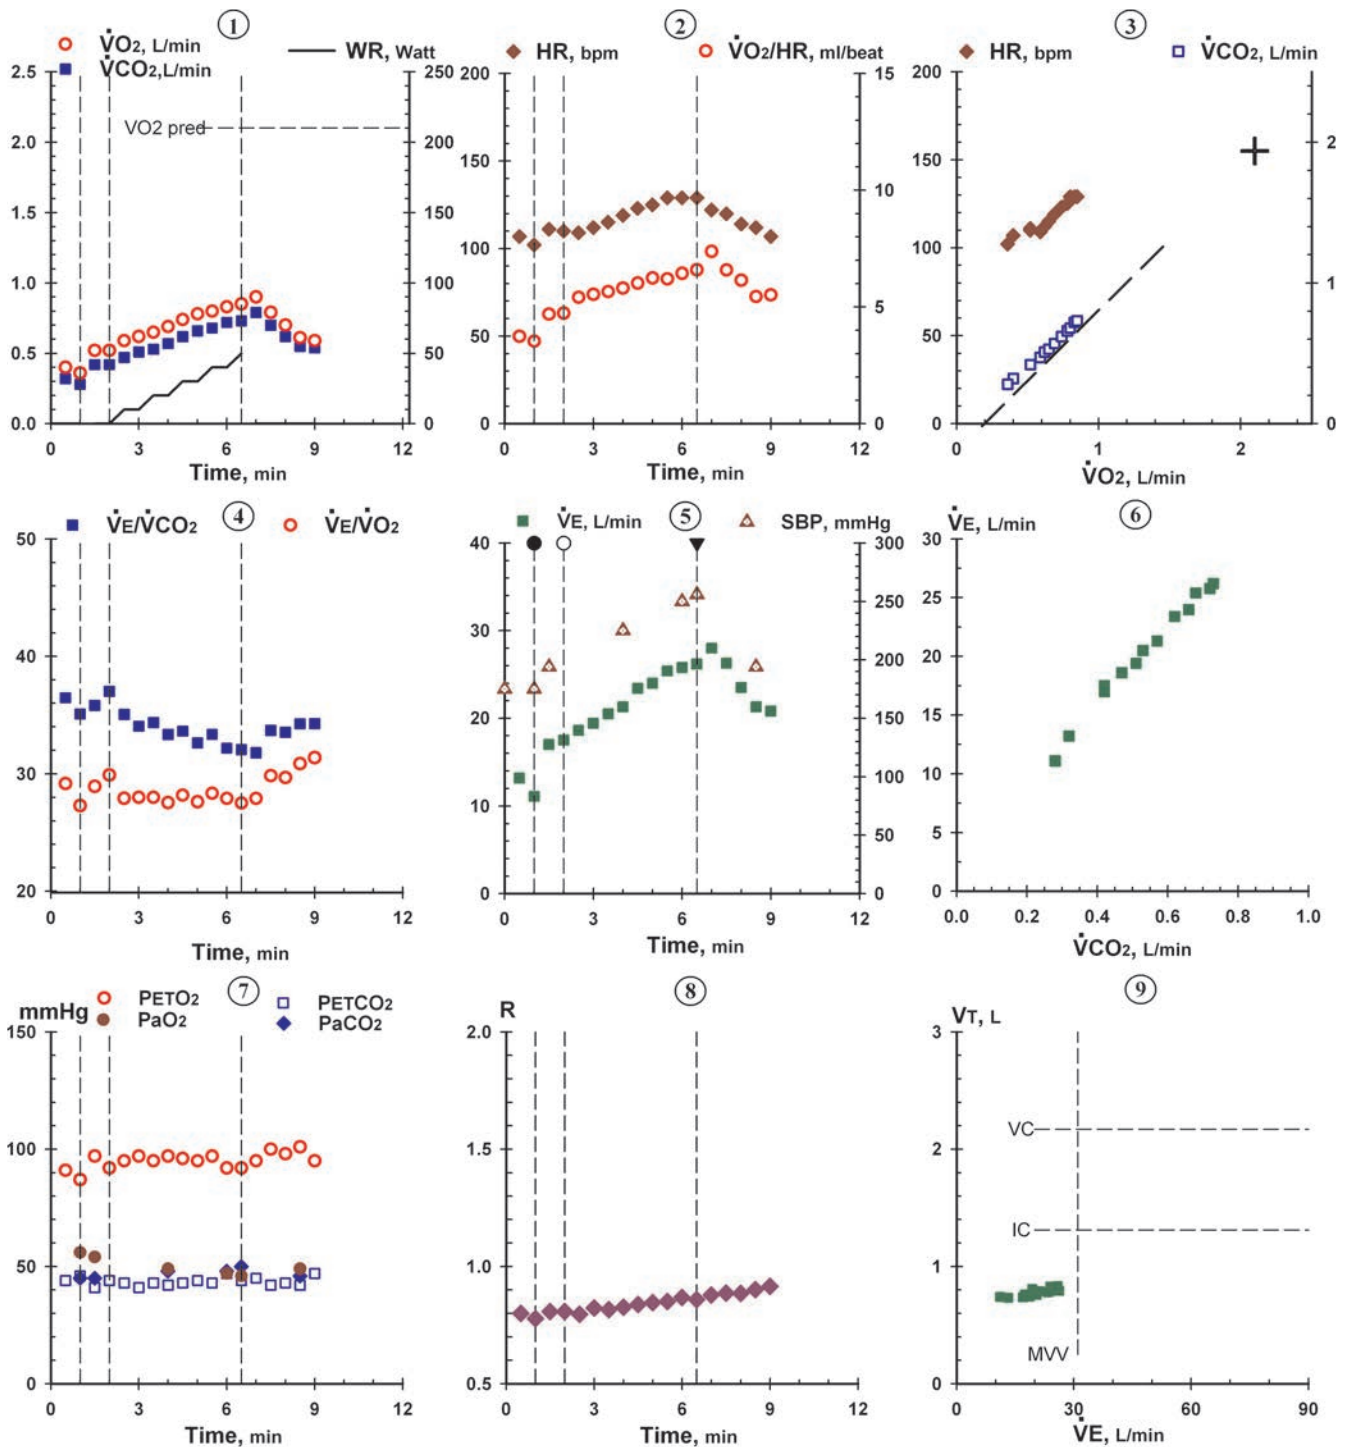 1
V̇O2, L/min
V̇CO2,L/min
WR, Watt
2.5
2.0
1.5
1.0
0.5
0.0
250
200
150
100
50
0
VO2 pred
0 3 6 9 12
Time, min
2
HR, bpm
V̇O2/HR, ml/beat
200
150
100
50
0
15
10
5
0
0 3 6 9 12
Time, min
3
HR, bpm
V̇CO2, L/min
200
150
100
50
0
2
1
0
0 1 2
V̇O2, L/min
4
V̇E/V̇CO2
V̇E/V̇O2
50
40
30
20
0 3 6 9 12
Time, min
5
V̇E, L/min
SBP, mmHg
40
30
20
10
0
300
250
200
150
100
50
0
0 3 6 9 12
Time, min
6
V̇E, L/min
30
25
20
15
10
5
0
0.0 0.2 0.4 0.6 0.8 1.0
V̇CO2, L/min
7
mmHg
PETO2
PaO2
PETCO2
PaCO2
150
100
50
0
0 3 6 9 12
Time, min
8
R
2.0
1.5
1.0
0.5
0 3 6 9 12
Time, min
9
VT, L
3
2
1
0
VC
IC
MVV
0 30 60 90
V̇E, L/min